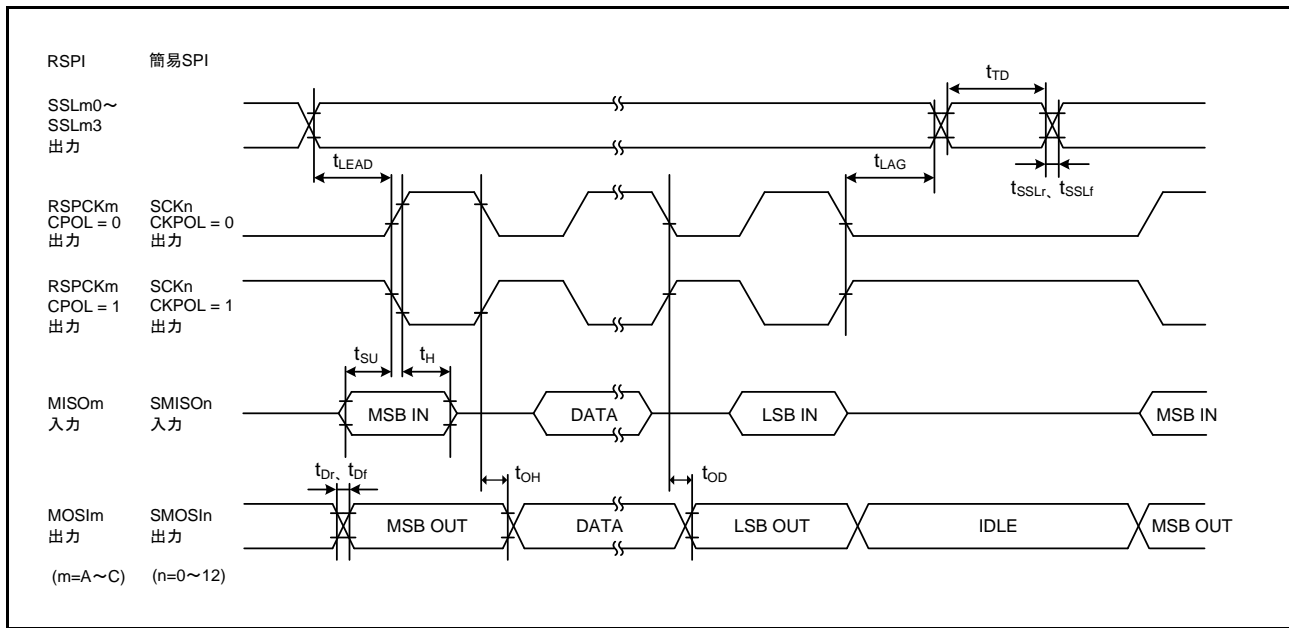 RSPI 簡易SPI
SSLm0～
SSLm3
出力
tTD
tLEAD
tLAG
tSSLr、tSSLf
RSPCKm SCKn
CPOL = 0 CKPOL = 0
出力 出力
RSPCKm SCKn
CPOL = 1 CKPOL = 1
出力 出力
tSU tH
MISOm SMISOn
入力 入力
MSB IN DATA LSB IN MSB IN
tDr、tDf tOH tOD
MOSIm SMOSIn
出力 出力
MSB OUT DATA LSB OUT IDLE MSB OUT
(m=A～C) (n=0～12)